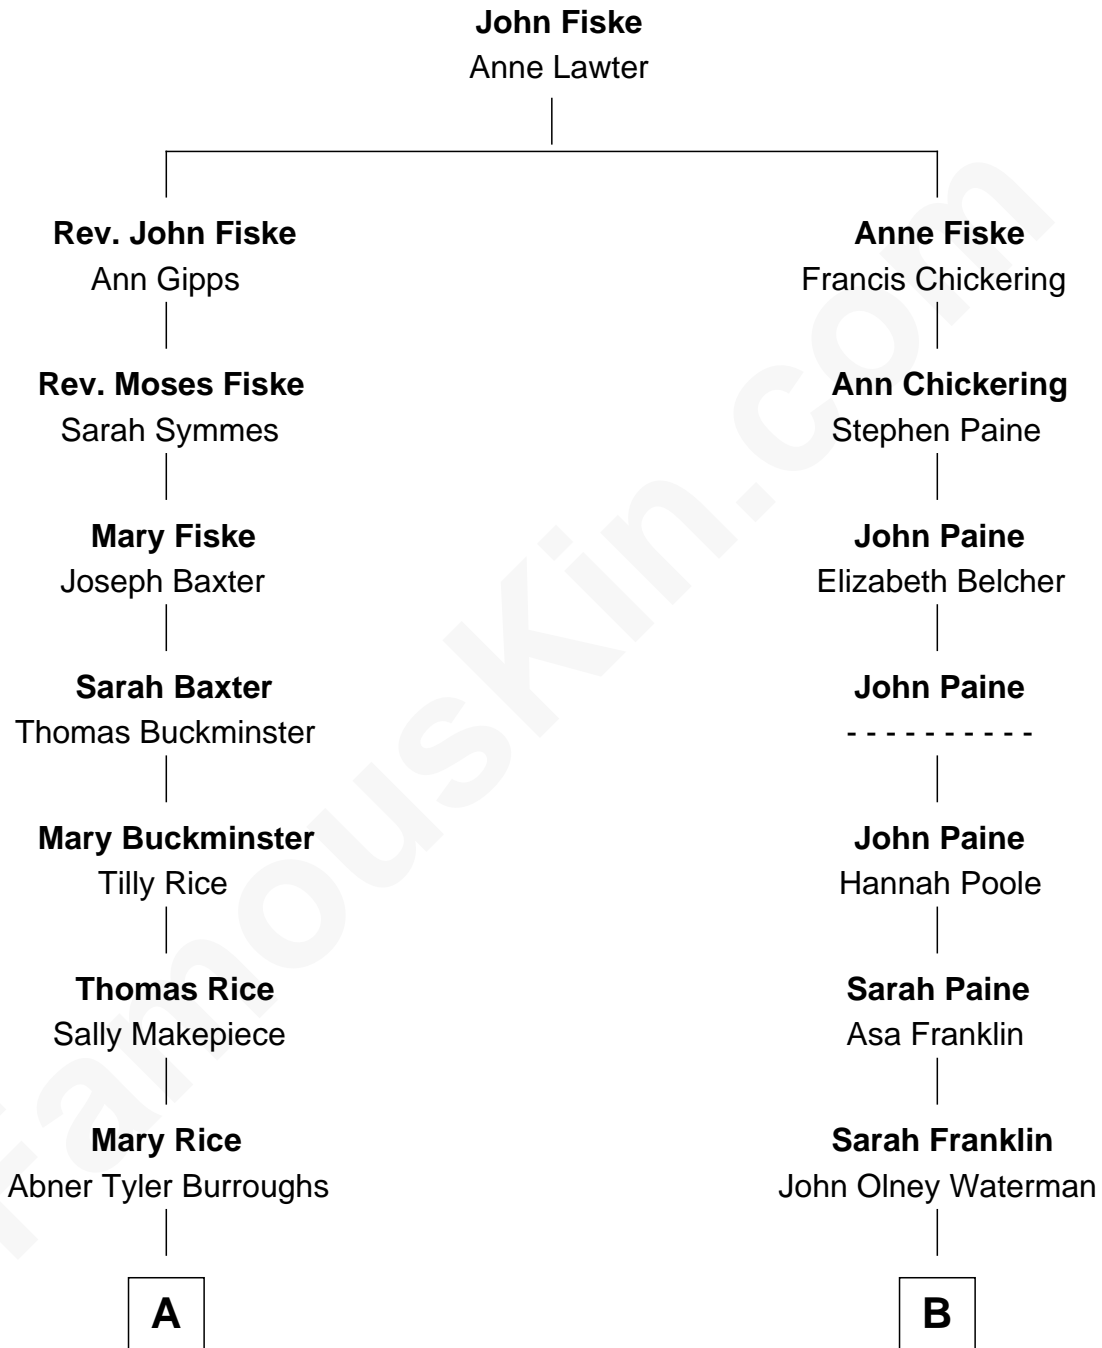 John Fiske
Anne Lawter
Rev. John Fiske
Ann Gipps
Rev. Moses Fiske
Sarah Symmes
Mary Fiske
Joseph Baxter
Sarah Baxter
Thomas Buckminster
Mary Buckminster
Tilly Rice
Thomas Rice
Sally Makepiece
Mary Rice
Abner Tyler Burroughs
A
Anne Fiske
Francis Chickering
Ann Chickering
Stephen Paine
John Paine
Elizabeth Belcher
John Paine
- - - - - - - - - -
John Paine
Hannah Poole
Sarah Paine
Asa Franklin
Sarah Franklin
John Olney Waterman
B
FamousKin.com